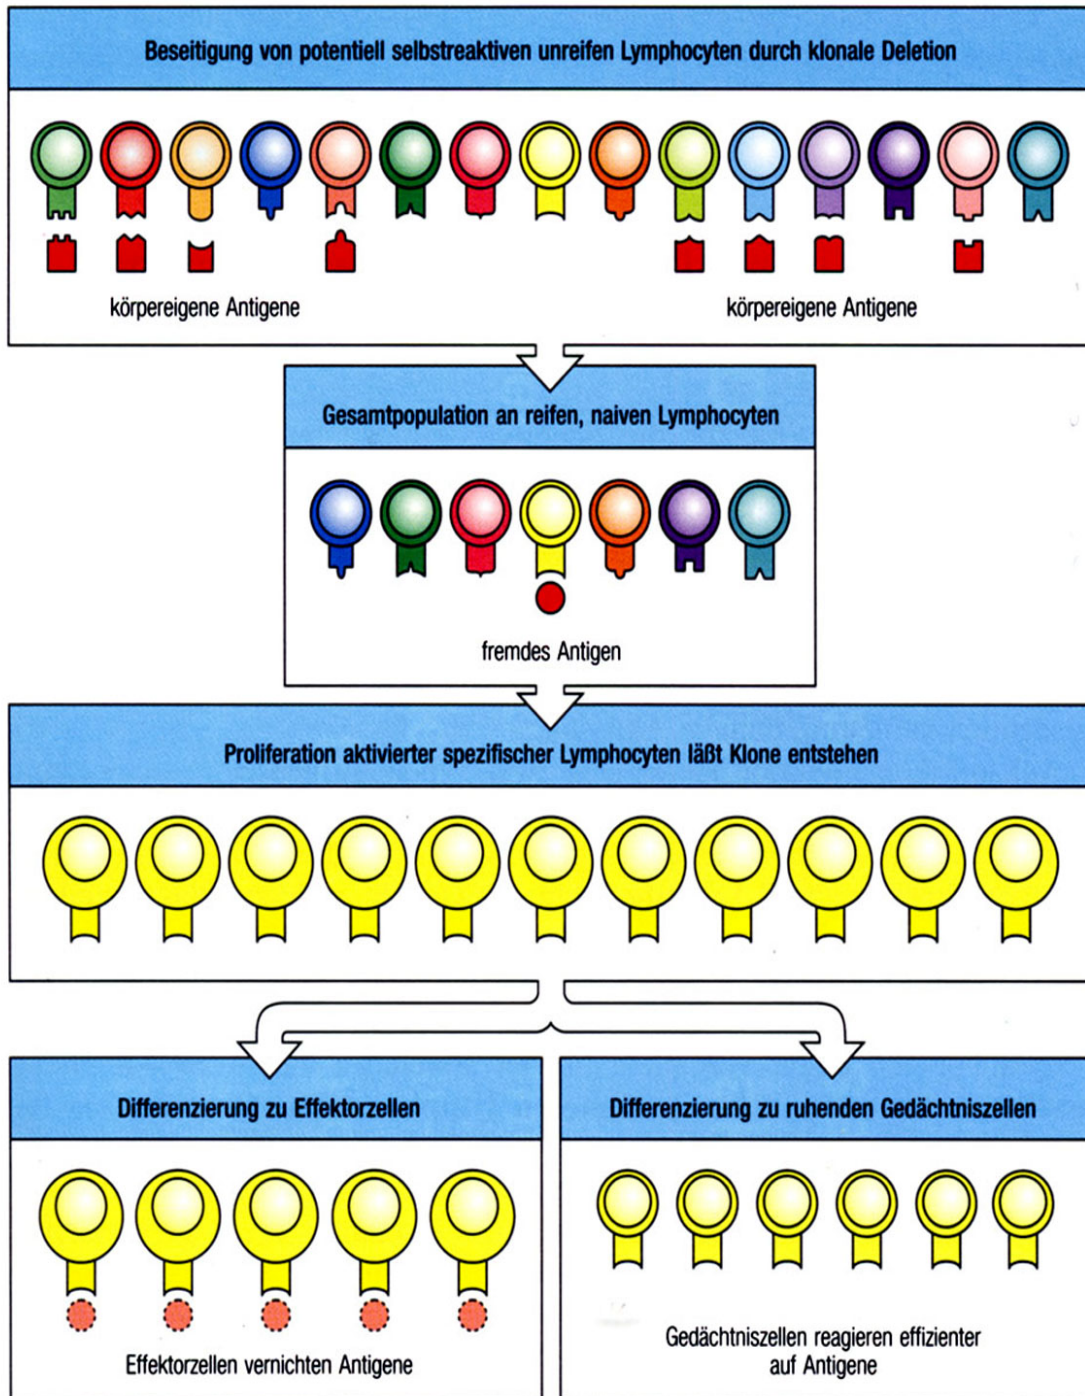 Beseitigung von potentiell selbstreaktiven unreifen Lymphocyten durch klonale Deletion
körpereigene Antigene
körpereigene Antigene
Gesamtpopulation an reifen, naiven Lymphocyten
fremdes Antigen
Proliferation aktivierter spezifischer Lymphocyten läßt Klone entstehen
Differenzierung zu Effektorzellen
Effektorzellen vernichten Antigene
Differenzierung zu ruhenden Gedächtniszellen
Gedächtniszellen reagieren effizienter
auf Antigene